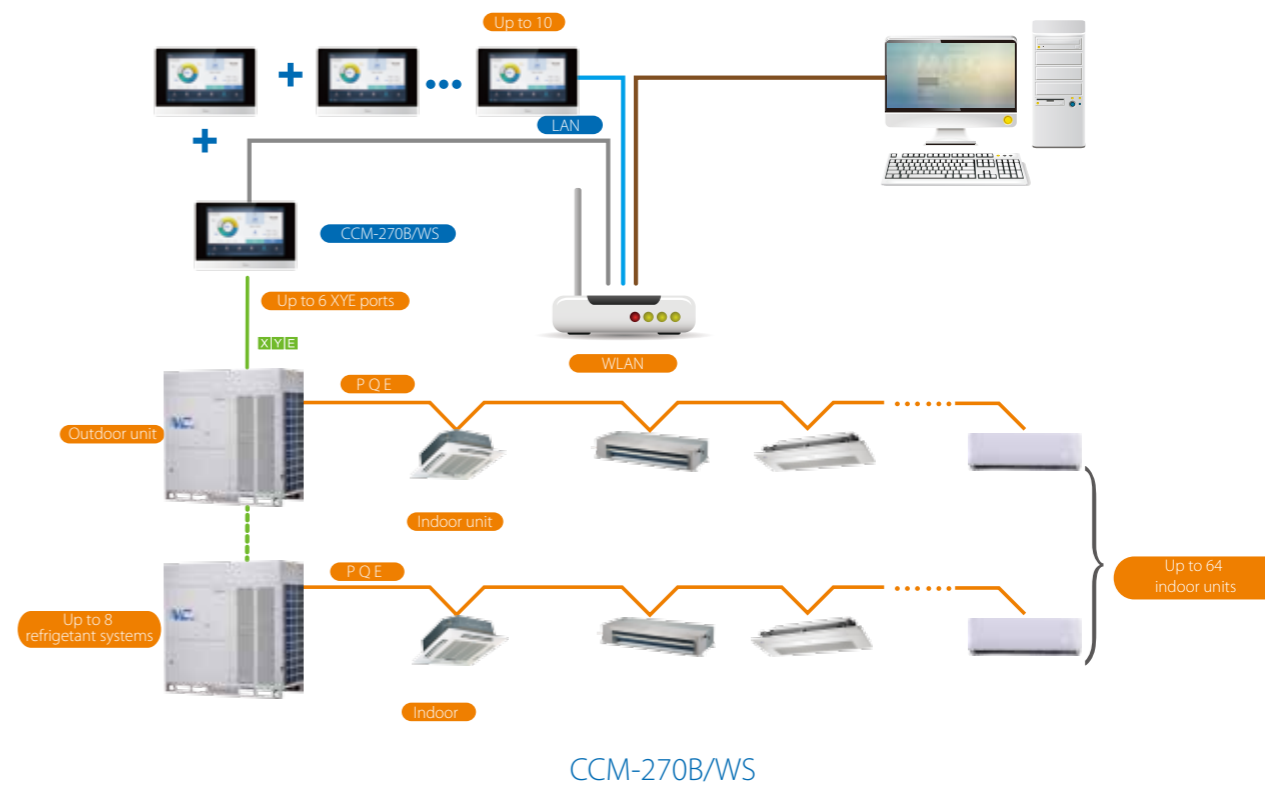 Up to 10
LAN
CCM-270B/WS
Up to 6 XYE ports
X Y E
WLAN
P Q E
Outdoor unit
Indoor unit
P Q E
Up to 64
indoor units
Up to 8
refrigetant systems
Indoor
CCM-270B/WS